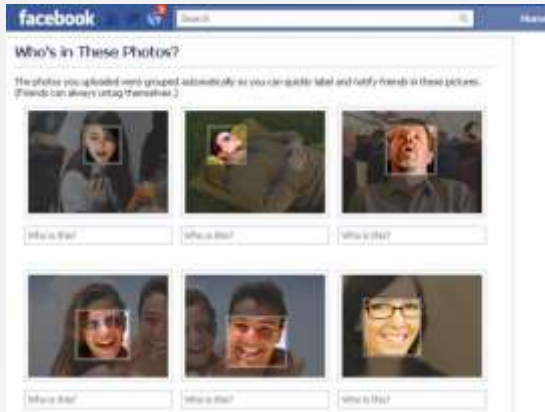 facebook
Search
Home
Who's in These Photos?
The photos you uploaded were grouped automatically so you can quickly label and notify friends in these pictures.
(Friends can always untag themselves.)
Who is this? Who is this? Who is this?
Who is this? Who is this? Who is this?